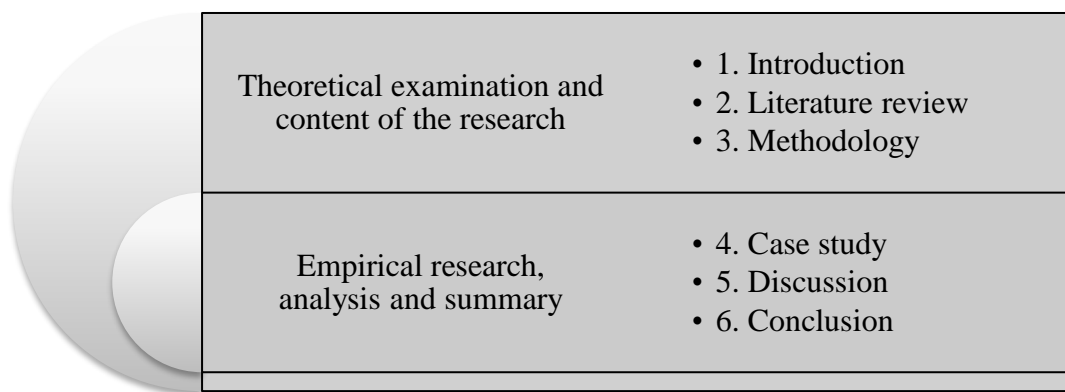 Theoretical examination and
content of the research
• 1. Introduction
• 2. Literature review
• 3. Methodology
Empirical research,
analysis and summary
• 4. Case study
• 5. Discussion
• 6. Conclusion